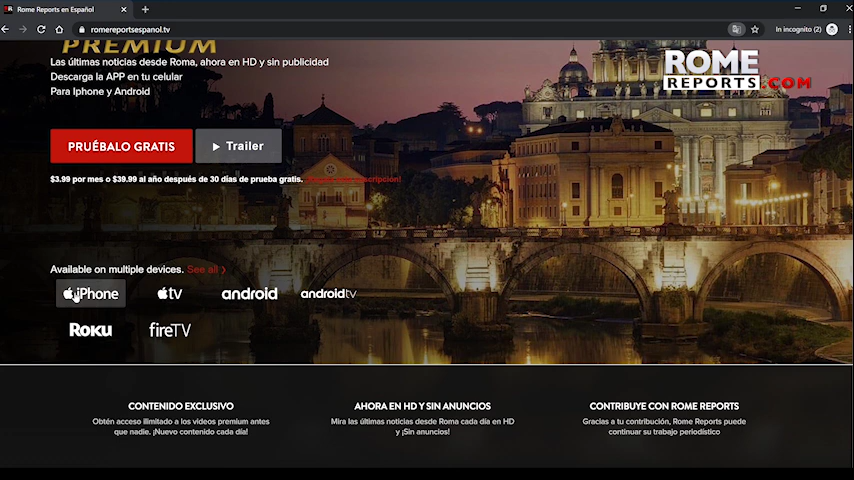 Rome Reports en Español
romereportsespanol.tv
In incognito (2)
PREMIUM
Las últimas noticias desde Roma, ahora en HD y sin publicidad
Descarga la APP en tu celular
Para Iphone y Android
ROME
REPORTS.COM
PRUÉBALO GRATIS
Trailer
$3.99 por mes o $39.99 al año después de 30 días de prueba gratis.
Available on multiple devices. See all
iPhone
tv
android
androidtv
ROKU
fireTV
CONTENIDO EXCLUSIVO
Obtén acceso ilimitado a los vídeos premium antes
que nadie. ¡Nuevo contenido cada día!
AHORA EN HD Y SIN ANUNCIOS
Mira las últimas noticias desde Roma cada día en HD
y ¡Sin anuncios!
CONTRIBUYE CON ROME REPORTS
Gracias a tu contribución, Rome Reports puede
continuar su trabajo periodístico